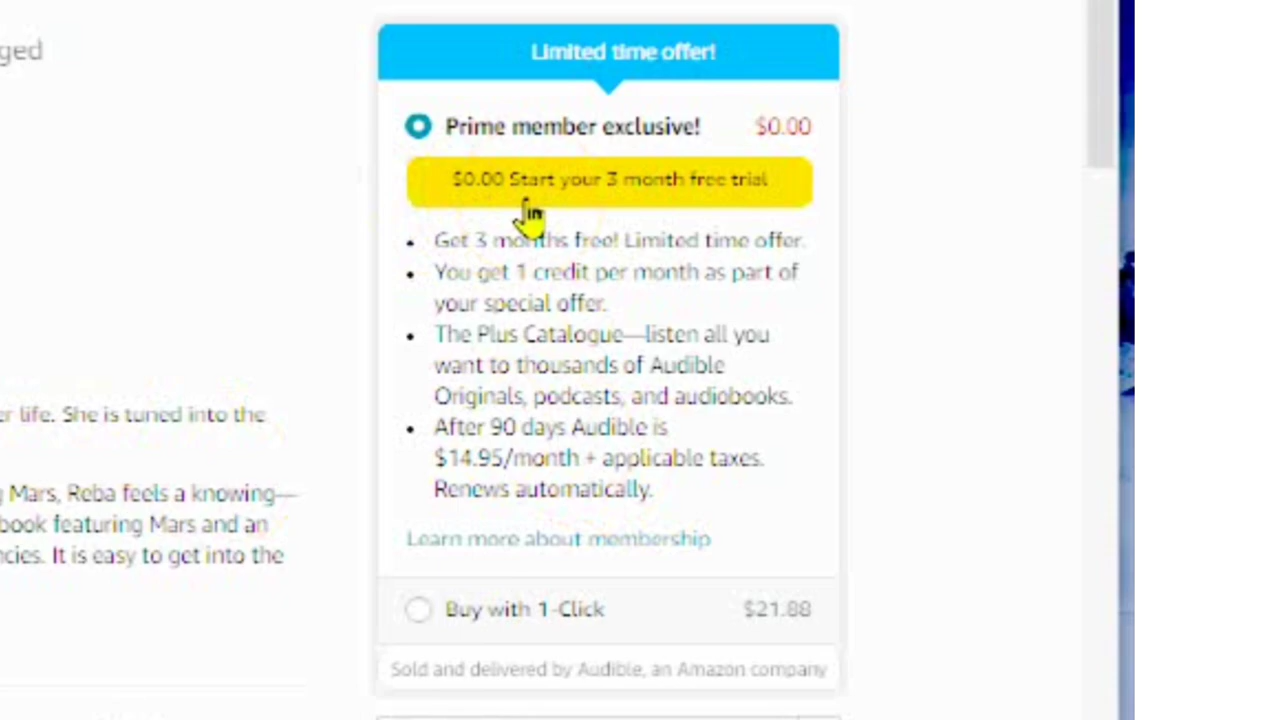 ged
Limited time offer!
Prime member exclusive! $0.00
$0.00 Start your 3 month free trial
• Get 3 months free! Limited time offer.
• You get 1 credit per month as part of
your special offer.
• The Plus Catalogue—listen all you
want to thousands of Audible
Originals, podcasts, and audiobooks.
• After 90 days Audible is
$14.95/month + applicable taxes.
Renews automatically.
Learn more about membership
Buy with 1-Click $21.88
Sold and delivered by Audible, an Amazon company
er life. She is tuned into the
g Mars, Reba feels a knowing—
book featuring Mars and an
ncies. It is easy to get into the